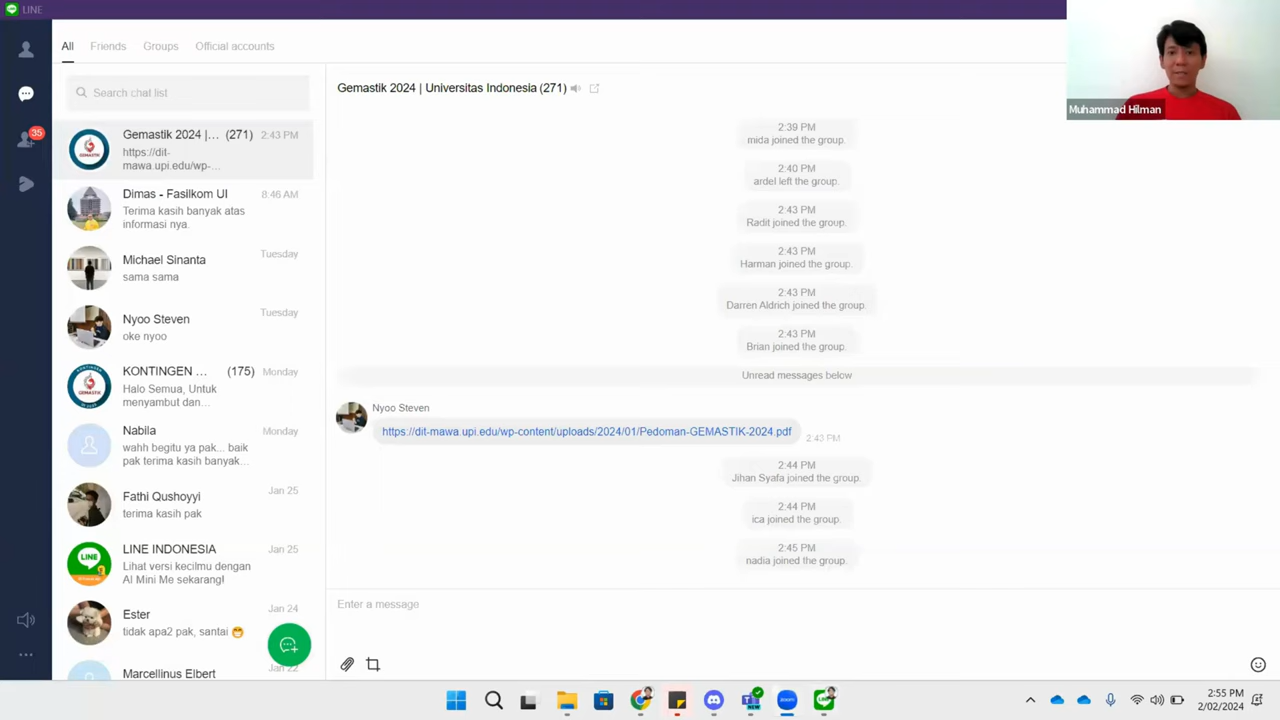 LINE
All
Friends
Groups
Official accounts
Search chat list
35
Gemastik 2024 |... (271) 2:43 PM
https://dit-
mawa.upi.edu/wp-...
Dimas - Fasilkom UI 8:46 AM
Terima kasih banyak atas
informasi nya.
Michael Sinanta Tuesday
sama sama
Nyoo Steven Tuesday
oke nyoo
KONTINGEN ... (175) Monday
Halo Semua, Untuk
menyambut dan...
Nabila Monday
wahh begitu ya pak... baik
pak terima kasih banyak...
Fathi Qushoyyi Jan 25
terima kasih pak
LINE INDONESIA Jan 25
Lihat versi kecilmu dengan
AI Mini Me sekarang!
Ester Jan 24
tidak apa2 pak, santai 😁
Marcellinus Elbert Jan 22
Gemastik 2024 | Universitas Indonesia (271)
2:39 PM
mida joined the group.
2:40 PM
ardel left the group.
2:43 PM
Radit joined the group.
2:43 PM
Harman joined the group.
2:43 PM
Darren Aldrich joined the group.
2:43 PM
Brian joined the group.
Unread messages below
Nyoo Steven
https://dit-mawa.upi.edu/wp-content/uploads/2024/01/Pedoman-GEMASTIK-2024.pdf
2:43 PM
2:44 PM
Jihan Syafa joined the group.
2:44 PM
ica joined the group.
2:45 PM
nadia joined the group.
Enter a message
Muhammad Hilman
zoom
2:55 PM
2/02/2024